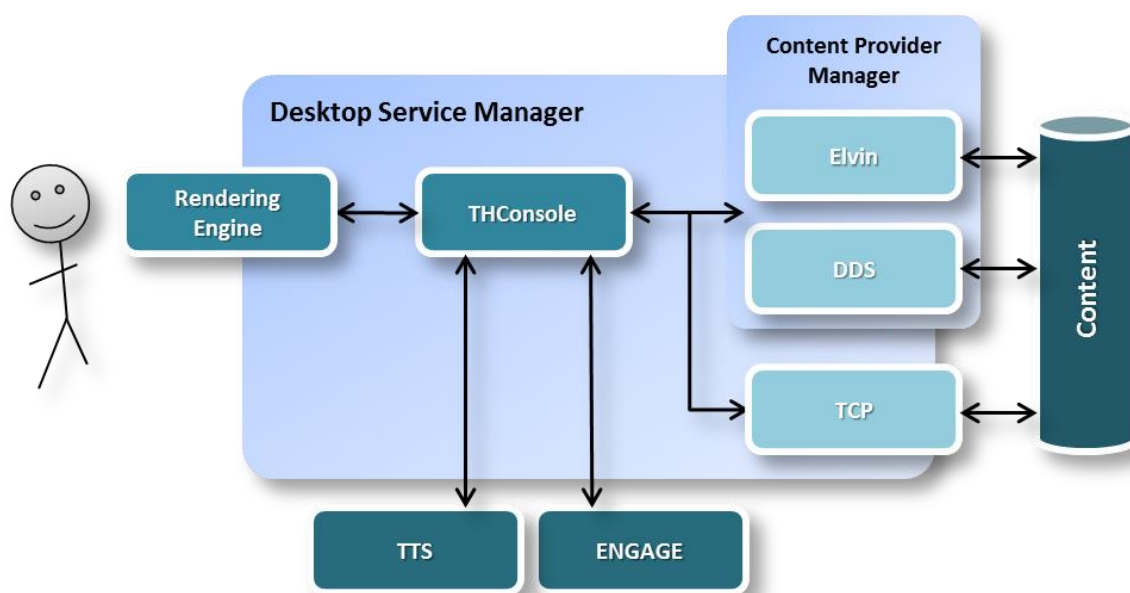 Content Provider
Manager
Desktop Service Manager
Elvin
Rendering
Engine
THConsole
DDS
Content
TCP
TTS
ENGAGE